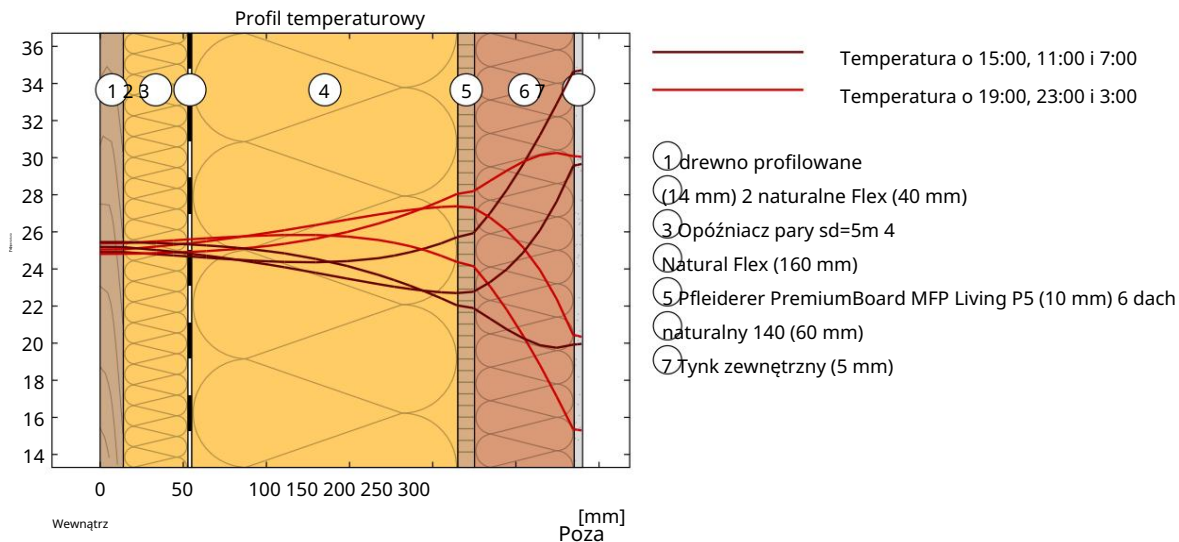 Profil temperaturowy
36
34
32
30
28
26
24
22
20
18
16
14
1 2 3
4
5
6 7
0 50 100 150 200 250 300
Wewnątrz
[mm]
Poza
Temperatura o 15:00, 11:00 i 7:00
Temperatura o 19:00, 23:00 i 3:00
1 drewno profilowane
(14 mm) 2 naturalne Flex (40 mm)
3 Opóźniacz pary sd=5m 4
Natural Flex (160 mm)
5 Pfleiderer PremiumBoard MFP Living P5 (10 mm) 6 dach
naturalny 140 (60 mm)
7 Tynk zewnętrzny (5 mm)